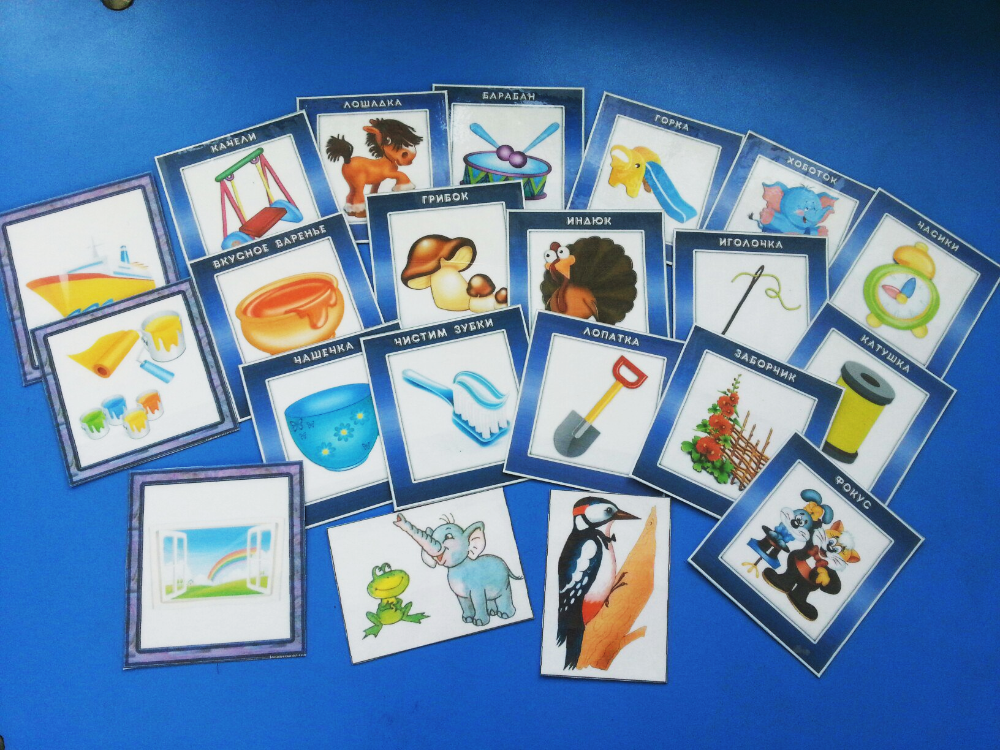 КАЧЕЛИ
ЛОШАДКА
БАРАБАН
ГОРКА
ХОБОТОК
ЧАСИКИ
ВКУСНОЕ ВАРЕНЬЕ
ГРИБОК
ИНДЮК
ИГОЛОЧКА
КАТУШКА
ЧАШЕЧКА
ЧИСТИМ ЗУБКИ
ЛОПАТКА
ЗАБОРЧИК
ФОКУС